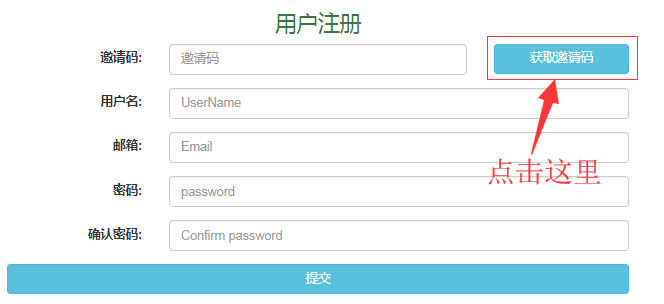 用户注册
邀请码: 邀请码 获取邀请码
用户名: UserName
邮箱: Email
点击这里
密码: password
确认密码: Confirm password
提交